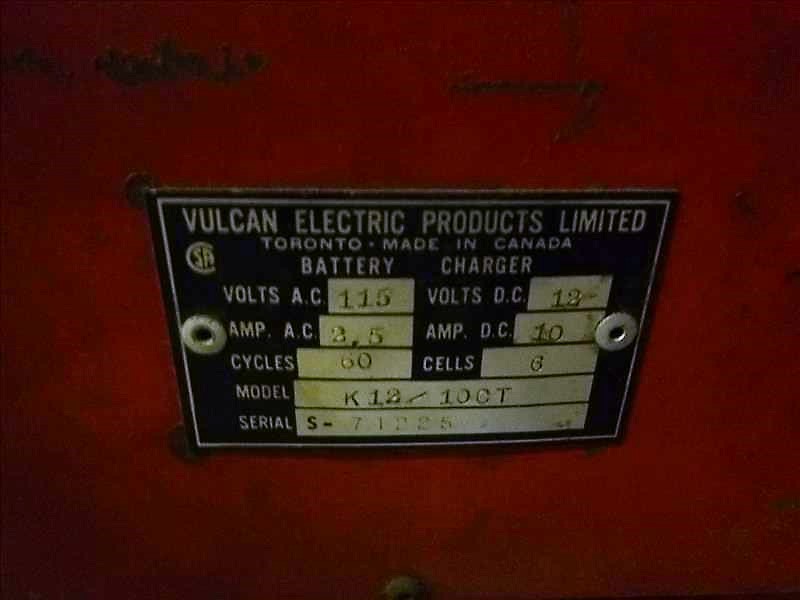 VULCAN ELECTRIC PRODUCTS LIMITED
TORONTO · MADE IN CANADA
BATTERY CHARGER
VOLTS A.C. 115 VOLTS D.C. 12
AMP. A.C. 2,5 AMP. D.C. 10
CYCLES 60 CELLS 6
MODEL K12/10CT
SERIAL S- 71225